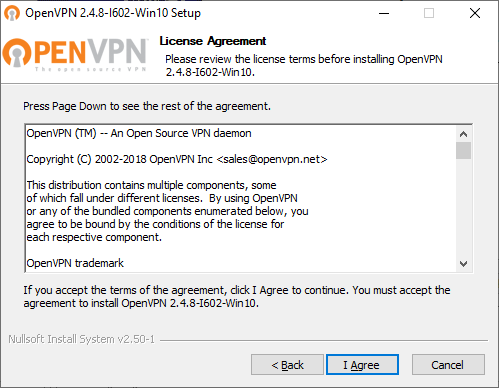 OpenVPN 2.4.8-I602-Win10 Setup
OPENVPN™
The open source VPN
License Agreement
Please review the license terms before installing OpenVPN
2.4.8-I602-Win10.
Press Page Down to see the rest of the agreement.
OpenVPN (TM) -- An Open Source VPN daemon
Copyright (C) 2002-2018 OpenVPN Inc <sales@openvpn.net>
This distribution contains multiple components, some
of which fall under different licenses.  By using OpenVPN
or any of the bundled components enumerated below, you
agree to be bound by the conditions of the license for
each respective component.
OpenVPN trademark
If you accept the terms of the agreement, click I Agree to continue. You must accept the
agreement to install OpenVPN 2.4.8-I602-Win10.
Nullsoft Install System v2.50-1
< Back
I Agree
Cancel